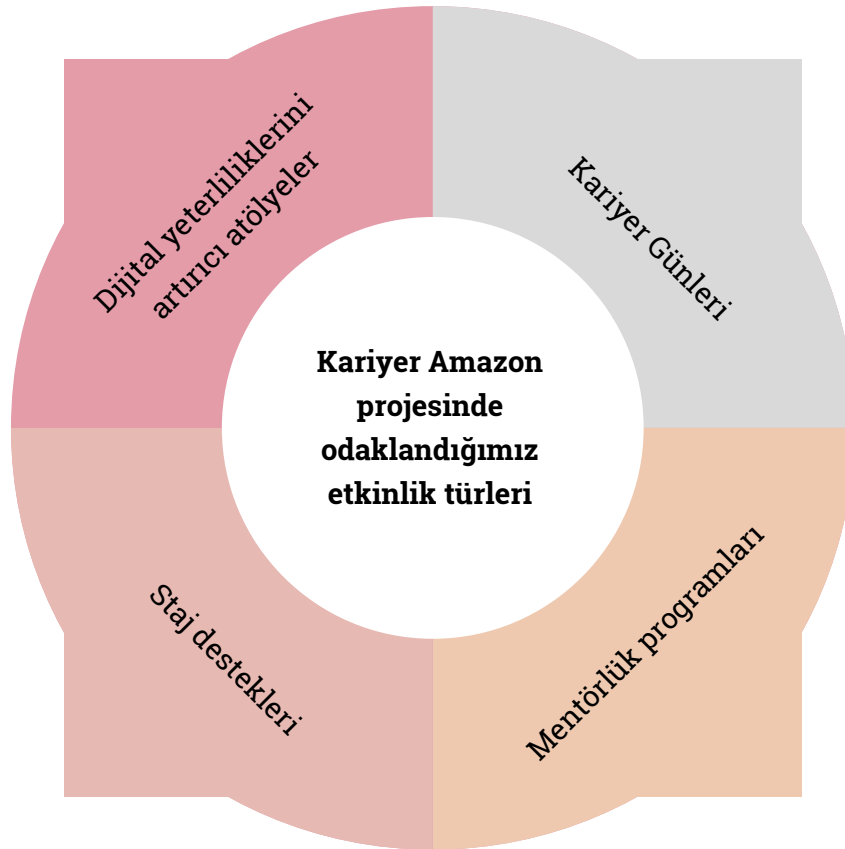 Dijital yeterliliklerini
artırıcı atölyeler
Kariyer Günleri
Kariyer Amazon
projesinde
odaklandığımız
etkinlik türleri
Staj destekleri
Mentörlük programları